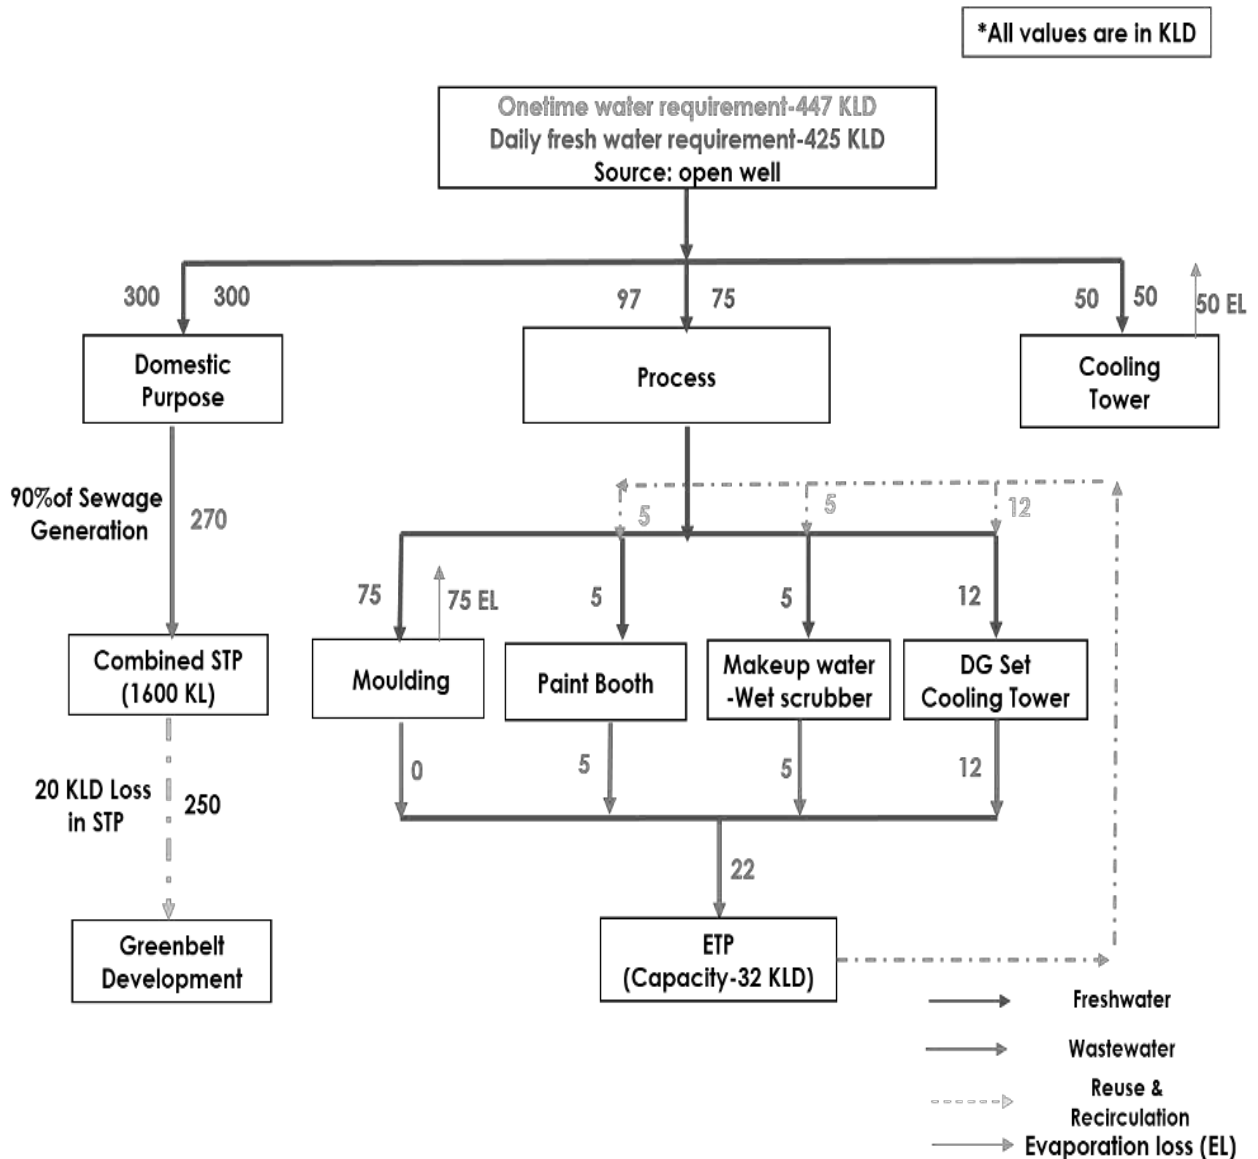 *All values are in KLD
Onetime water requirement-447 KLD
Daily fresh water requirement-425 KLD
Source: open well
300
300
97
75
50
50
50 EL
Domestic
Purpose
Process
Cooling
Tower
90%of Sewage
Generation
270
5
5
12
75
75 EL
5
5
12
Combined STP
(1600 KL)
Moulding
Paint Booth
Makeup water
-Wet scrubber
DG Set
Cooling Tower
20 KLD Loss
in STP
250
0
5
5
12
22
Greenbelt
Development
ETP
(Capacity-32 KLD)
Freshwater
Wastewater
Reuse &
Recirculation
Evaporation loss (EL)